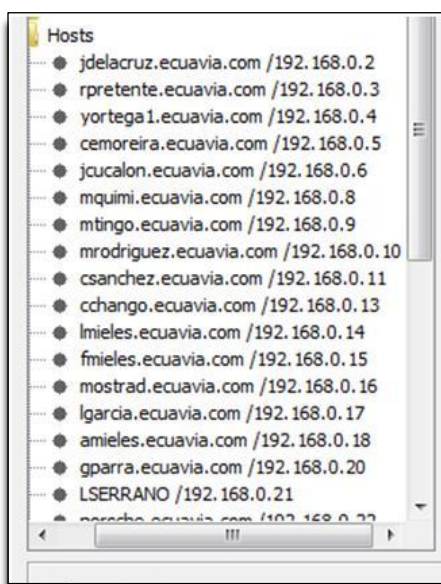 Hosts
jdelacruz.ecuavia.com /192.168.0.2
rpretente.ecuavia.com /192.168.0.3
yortega1.ecuavia.com /192.168.0.4
cemoreira.ecuavia.com /192.168.0.5
jcucalon.ecuavia.com /192.168.0.6
mquimi.ecuavia.com /192.168.0.8
mtingo.ecuavia.com /192.168.0.9
mrodriguez.ecuavia.com /192.168.0.10
csanchez.ecuavia.com /192.168.0.11
cchango.ecuavia.com /192.168.0.13
lmieles.ecuavia.com /192.168.0.14
fmieles.ecuavia.com /192.168.0.15
mostrad.ecuavia.com /192.168.0.16
lgarcia.ecuavia.com /192.168.0.17
amieles.ecuavia.com /192.168.0.18
gparra.ecuavia.com /192.168.0.20
LSERRANO /192.168.0.21